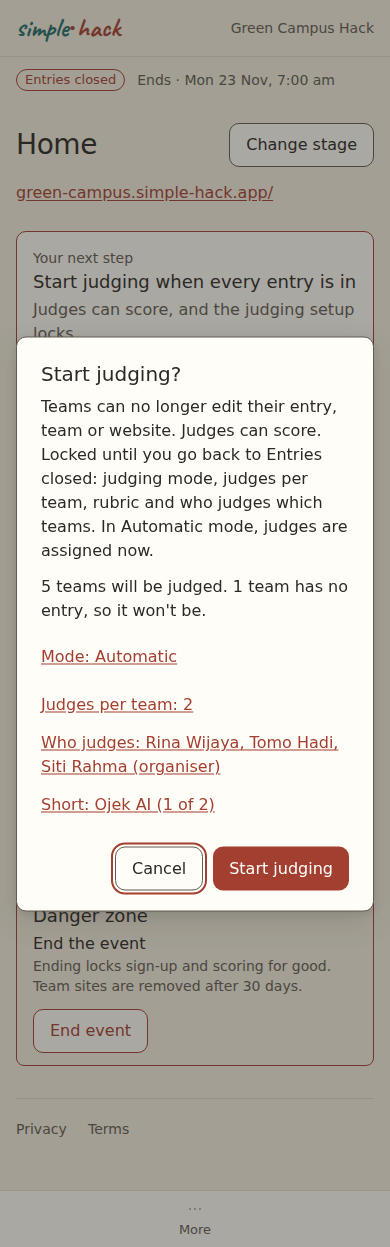 simple hack
Green Campus Hack
Entries closed
Ends · Mon 23 Nov, 7:00 am
Home
Change stage
green-campus.simple-hack.app/
Your next step
Start judging when every entry is in
Judges can score, and the judging setup
locks
Start judging?
Teams can no longer edit their entry,
team or website. Judges can score.
Locked until you go back to Entries
closed: judging mode, judges per
team, rubric and who judges which
teams. In Automatic mode, judges are
assigned now.
5 teams will be judged. 1 team has no
entry, so it won't be.
Mode: Automatic
Judges per team: 2
Who judges: Rina Wijaya, Tomo Hadi,
Siti Rahma (organiser)
Short: Ojek AI (1 of 2)
Cancel
Start judging
Danger zone
End the event
Ending locks sign-up and scoring for good.
Team sites are removed after 30 days.
End event
Privacy
Terms
...
More